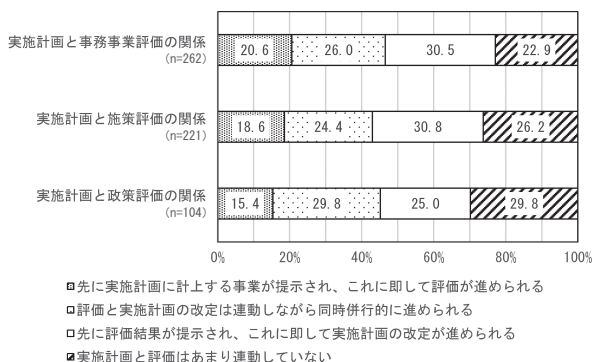 実施計画と事務事業評価の関係
(n=262)
20.6 26.0 30.5 22.9
実施計画と施策評価の関係
(n=221)
18.6 24.4 30.8 26.2
実施計画と政策評価の関係
(n=104)
15.4 29.8 25.0 29.8
0% 20% 40% 60% 80% 100%
先に実施計画に計上する事業が提示され、これに即して評価が進められる
評価と実施計画の改定は連動しながら同時併行的に進められる
先に評価結果が提示され、これに即して実施計画の改定が進められる
実施計画と評価はあまり連動していない